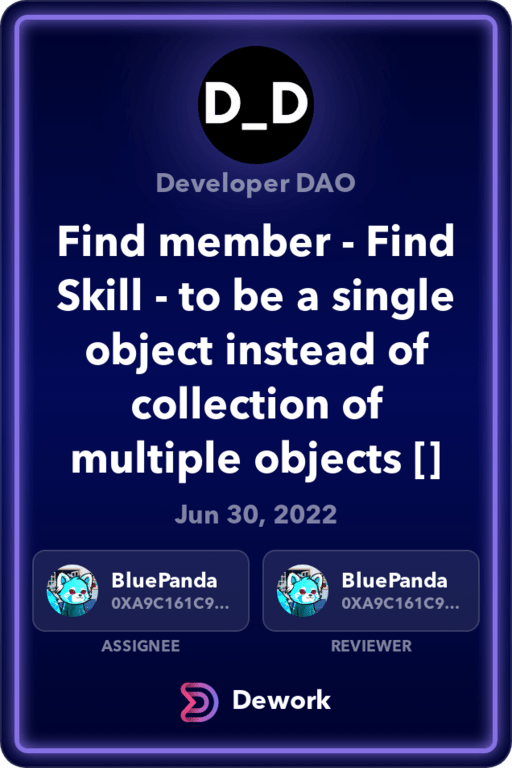 D_D
Developer DAO
Find member - Find
Skill - to be a single
object instead of
collection of
multiple objects []
Jun 30, 2022
BluePanda
0XA9C161C9...
ASSIGNEE
BluePanda
0XA9C161C9...
REVIEWER
Dework